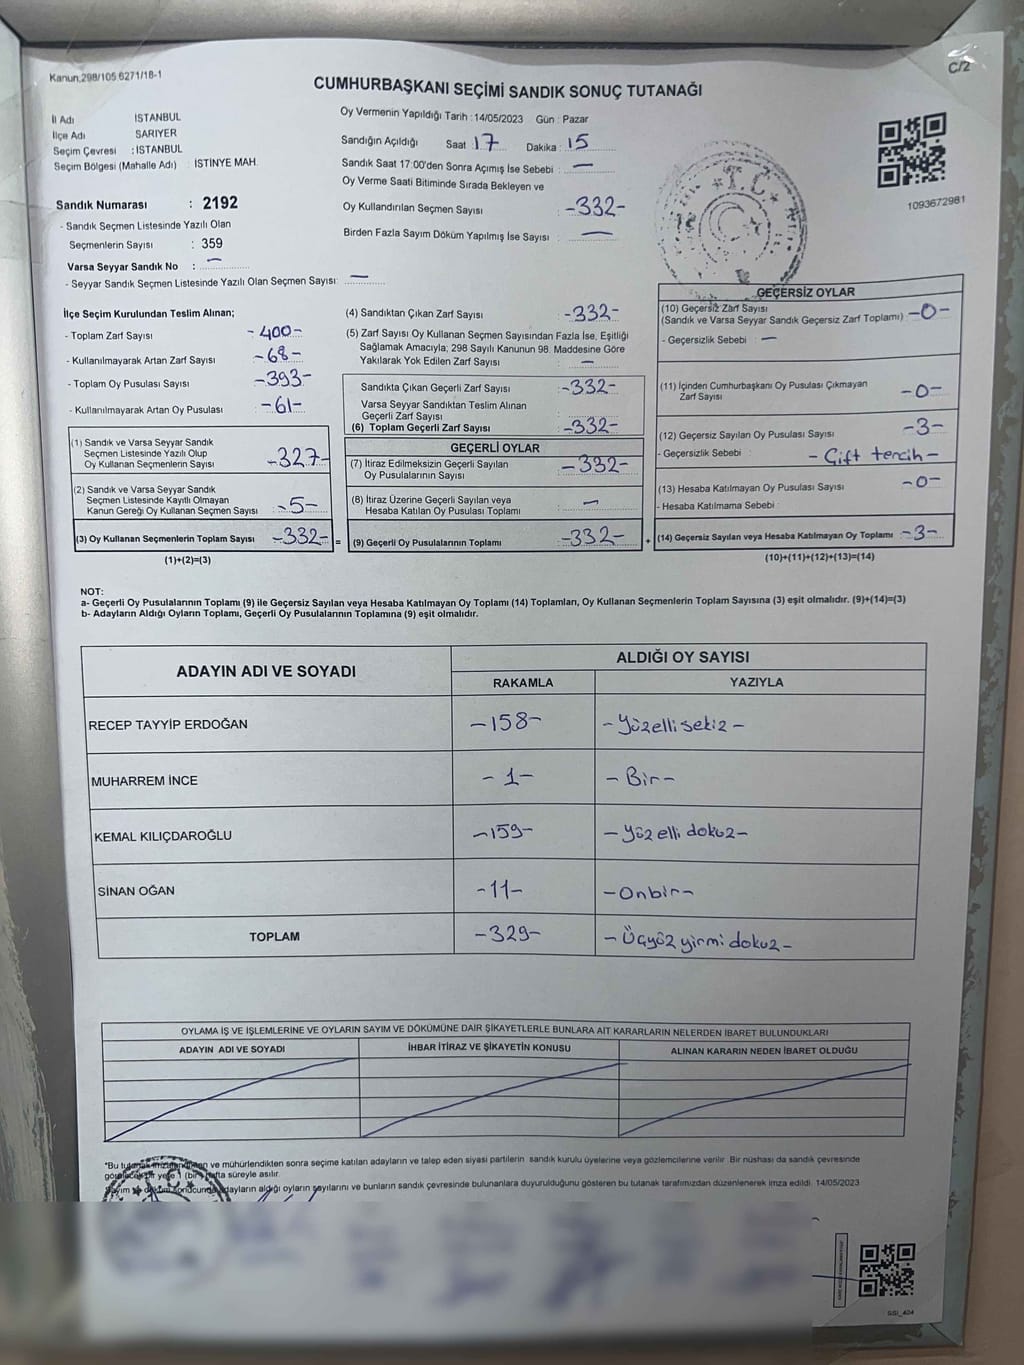 Kanun;298/105.6271/18-1
C/2
CUMHURBAŞKANI SEÇİMİ SANDIK SONUÇ TUTANAĞI
İl Adı İSTANBUL
İlçe Adı SARIYER
Seçim Çevresi : İSTANBUL
Seçim Bölgesi (Mahalle Adı) : İSTİNYE MAH.
Sandık Numarası : 2192
- Sandık Seçmen Listesinde Yazılı Olan
Seçmenlerin Sayısı : 359
Varsa Seyyar Sandık No : —
- Seyyar Sandık Seçmen Listesinde Yazılı Olan Seçmen Sayısı: —
Oy Vermenin Yapıldığı Tarih : 14/05/2023 Gün : Pazar
Sandığın Açıldığı Saat : 17 Dakika : 15
Sandık Saat 17:00'den Sonra Açımış İse Sebebi : —
Oy Verme Saati Bitiminde Sırada Bekleyen ve
Oy Kullandırılan Seçmen Sayısı : -332-
Birden Fazla Sayım Döküm Yapılmış İse Sayısı : —
T.C.
1093672981
İlçe Seçim Kurulundan Teslim Alınan;
- Toplam Zarf Sayısı - 400-
- Kullanılmayarak Artan Zarf Sayısı -68-
- Toplam Oy Pusulası Sayısı -393-
- Kullanılmayarak Artan Oy Pusulası -61-
(1) Sandık ve Varsa Seyyar Sandık
Seçmen Listesinde Yazılı Olup
Oy Kullanan Seçmenlerin Sayısı -327-
(2) Sandık ve Varsa Seyyar Sandık
Seçmen Listesinde Kayıtlı Olmayan
Kanun Gereği Oy Kullanan Seçmen Sayısı -5-
(3) Oy Kullanan Seçmenlerin Toplam Sayısı -332- =
(1)+(2)=(3)
(4) Sandıktan Çıkan Zarf Sayısı -332-
(5) Zarf Sayısı Oy Kullanan Seçmen Sayısından Fazla İse, Eşitliği
Sağlamak Amacıyla; 298 Sayılı Kanunun 98. Maddesine Göre
Yakılarak Yok Edilen Zarf Sayısı : —
Sandıkta Çıkan Geçerli Zarf Sayısı -332-
Varsa Seyyar Sandıktan Teslim Alınan
Geçerli Zarf Sayısı
(6) Toplam Geçerli Zarf Sayısı -332-
GEÇERLİ OYLAR
(7) İtiraz Edilmeksizin Geçerli Sayılan
Oy Pusulalarının Sayısı -332-
(8) İtiraz Üzerine Geçerli Sayılan veya
Hesaba Katılan Oy Pusulası Toplamı —
(9) Geçerli Oy Pusulalarının Toplamı -332- +
GEÇERSİZ OYLAR
(10) Geçersiz Zarf Sayısı
(Sandık ve Varsa Seyyar Sandık Geçersiz Zarf Toplamı) -0-
- Geçersizlik Sebebi : —
(11) İçinden Cumhurbaşkanı Oy Pusulası Çıkmayan
Zarf Sayısı -0-
(12) Geçersiz Sayılan Oy Pusulası Sayısı -3-
- Geçersizlik Sebebi : - Çift tercih-
(13) Hesaba Katılmayan Oy Pusulası Sayısı -0-
- Hesaba Katılmama Sebebi :
(14) Geçersiz Sayılan veya Hesaba Katılmayan Oy Toplamı -3-
(10)+(11)+(12)+(13)=(14)
NOT:
a- Geçerli Oy Pusulalarının Toplamı (9) ile Geçersiz Sayılan veya Hesaba Katılmayan Oy Toplamı (14) Toplamları, Oy Kullanan Seçmenlerin Toplam Sayısına (3) eşit olmalıdır. (9)+(14)=(3)
b- Adayların Aldığı Oyların Toplamı, Geçerli Oy Pusulalarının Toplamına (9) eşit olmalıdır.
ADAYIN ADI VE SOYADI ALDIĞI OY SAYISI
RAKAMLA YAZIYLA
RECEP TAYYİP ERDOĞAN -158- -Yüzellisekiz-
MUHARREM İNCE -1- -Bir-
KEMAL KILIÇDAROĞLU -159- -Yüz elli dokuz-
SİNAN OĞAN -11- -Onbir-
TOPLAM -329- -Üçyüz yirmi dokuz-
OYLAMA İŞ VE İŞLEMLERİNE VE OYLARIN SAYIM VE DÖKÜMÜNE DAİR ŞİKAYETLERLE BUNLARA AİT KARARLARIN NELERDEN İBARET BULUNDUKLARI
ADAYIN ADI VE SOYADI İHBAR İTİRAZ VE ŞİKAYETİN KONUSU ALINAN KARARIN NEDEN İBARET OLDUĞU
"Bu ve mühürlendikten sonra seçime katılan adayların ve talep eden siyasi partilerin sandık kurulu üyelerine veya gözlemcilerine verilir. Bir nüshası da sandık çevresinde
bir yere 1 (bir) hafta süreyle asılır.
Sayım ve adayların aldığı oyların sayılarını ve bunların sandık çevresinde bulunanlara duyurulduğunu gösteren bu tutanak tarafımızdan düzenlenerek imza edildi. 14/05/2023
SSİ_404